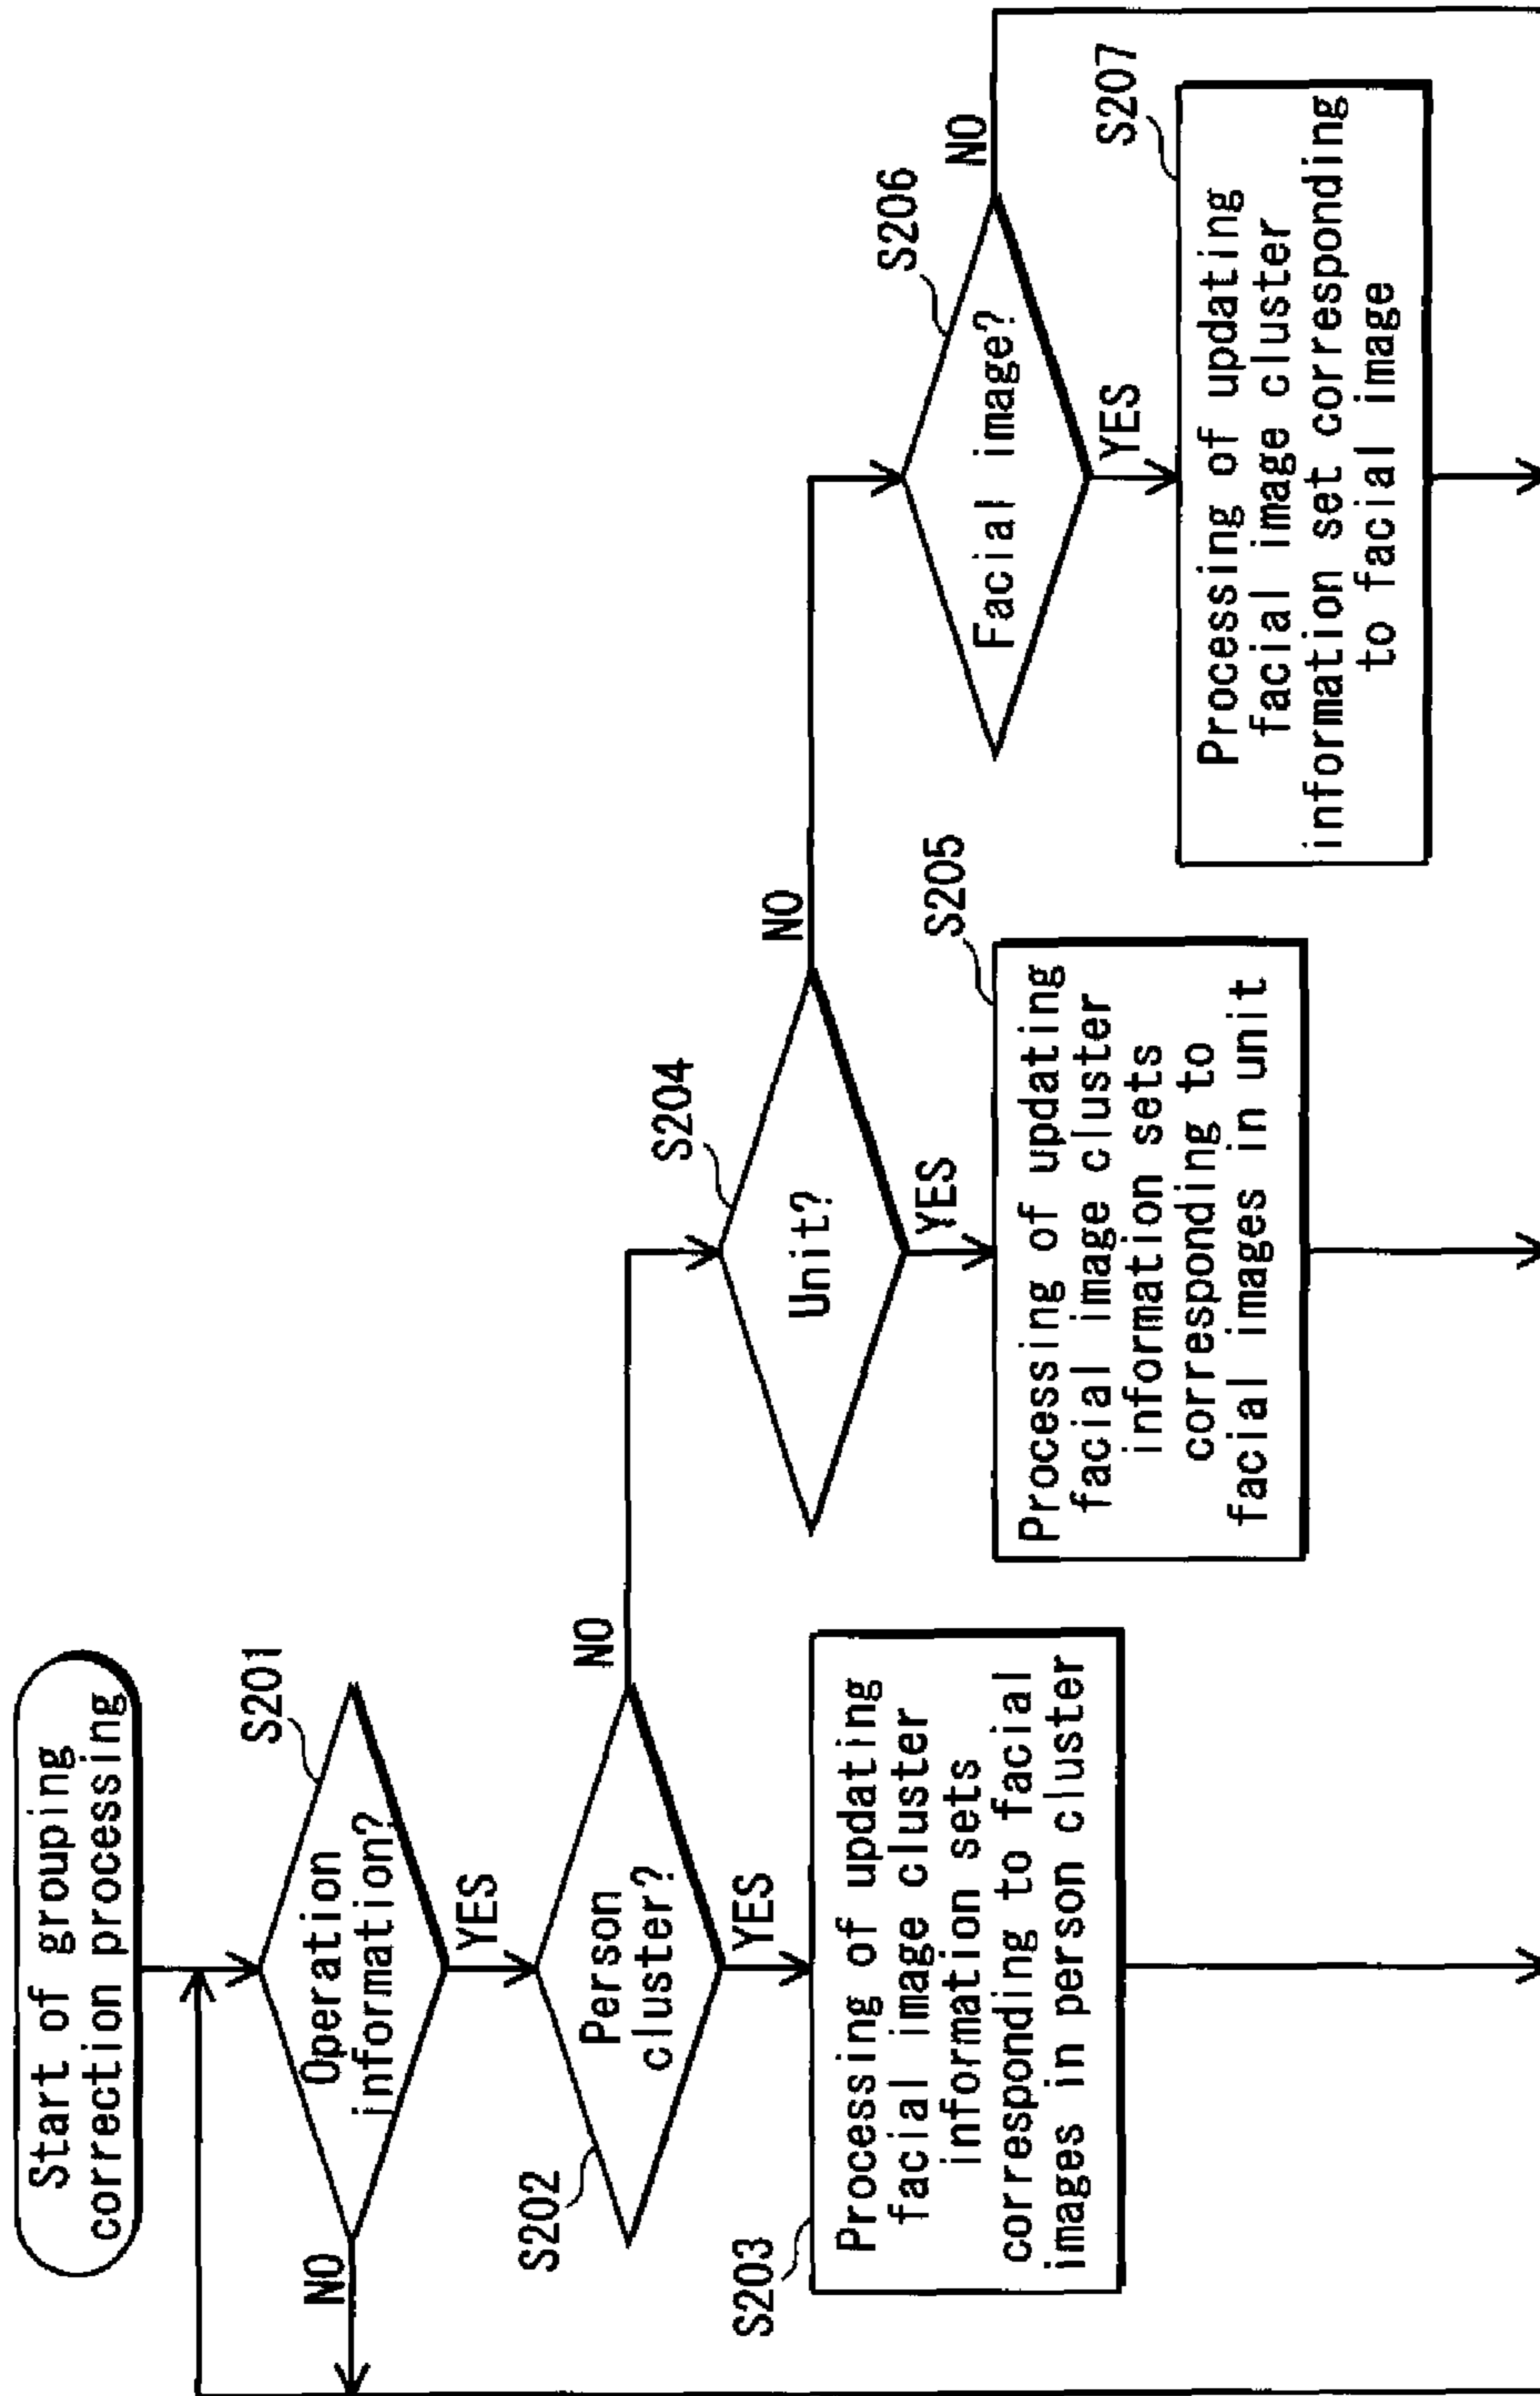 Start of grouping
correction processing
S201
Operation
information?
NO
YES
S202
Person
cluster?
NO
YES
S203
Processing of updating
facial image cluster
information sets
corresponding to facial
images in person cluster
S204
Unit?
NO
YES
S205
Processing of updating
facial image cluster
information sets
corresponding to
facial images in unit
S206
Facial image?
NO
YES
S207
Processing of updating
facial image cluster
information set corresponding
to facial image